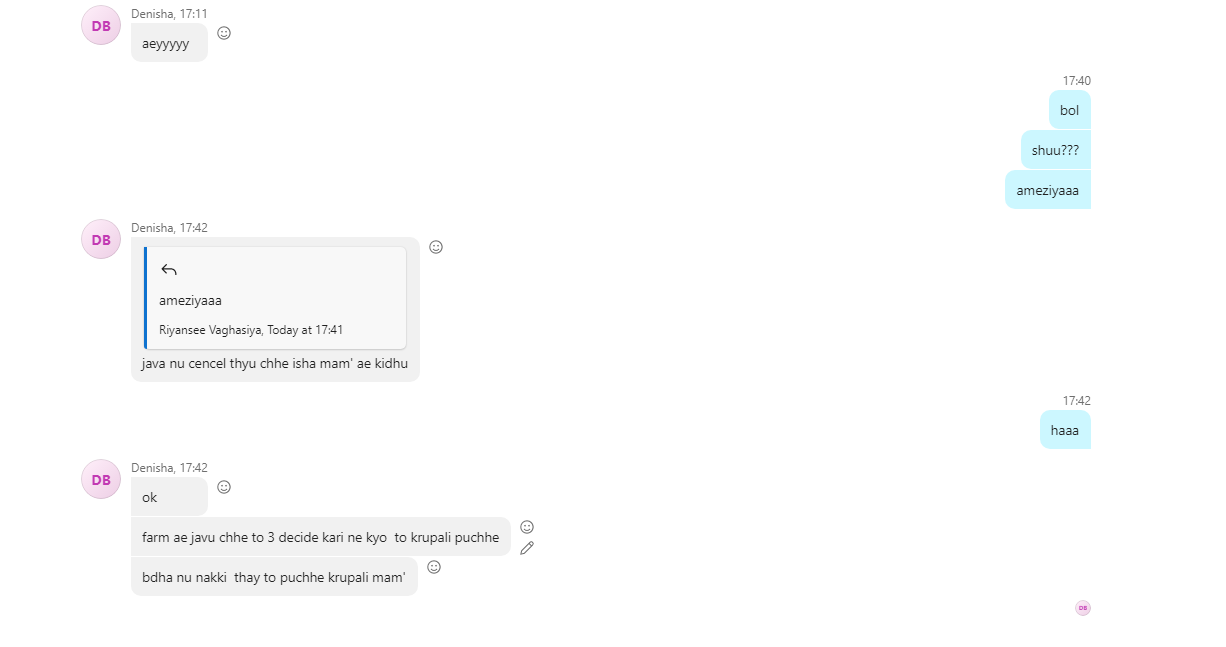 Denisha, 17:11
DB
aeyyyyy
17:40
bol
shuu???
ameziyaaa
Denisha, 17:42
DB
ameziyaaa
Riyansee Vaghasiya, Today at 17:41
java nu cencel thyu chhe isha mam' ae kidhu
17:42
haaa
Denisha, 17:42
DB
ok
farm ae javu chhe to 3 decide kari ne kyo  to krupali puchhe
bdha nu nakki  thay to puchhe krupali mam'
DB